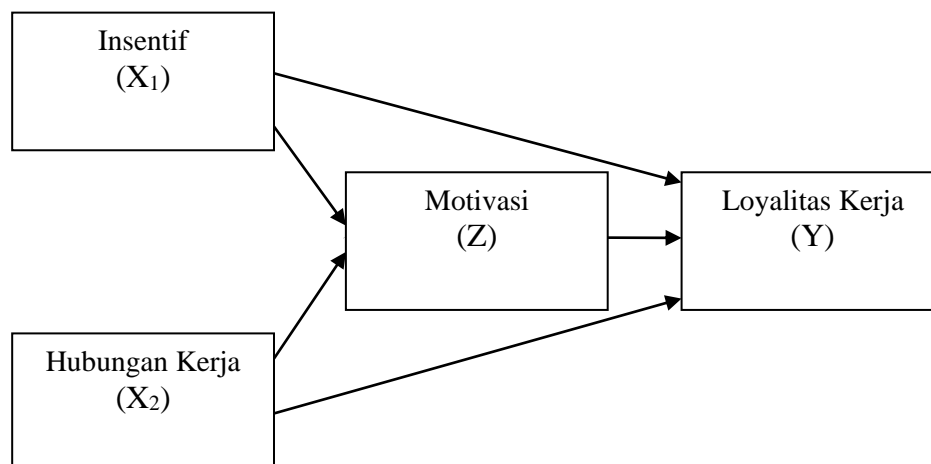 Insentif
(X₁)
Motivasi
(Z)
Loyalitas Kerja
(Y)
Hubungan Kerja
(X₂)